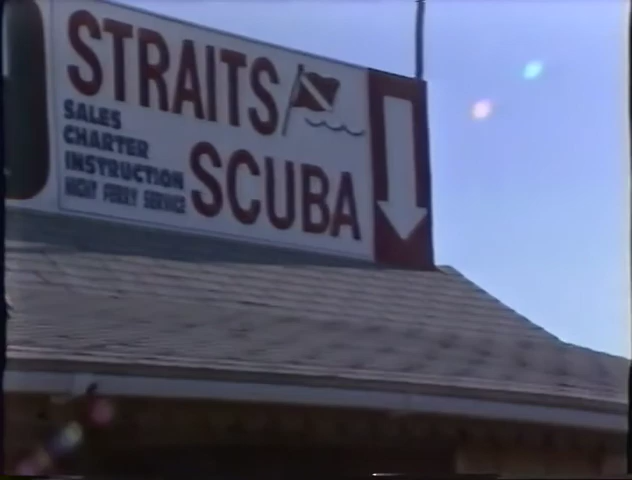 STRAITS
SCUBA
SALES
CHARTER
INSTRUCTION
NIGHT FERRY SERVICE